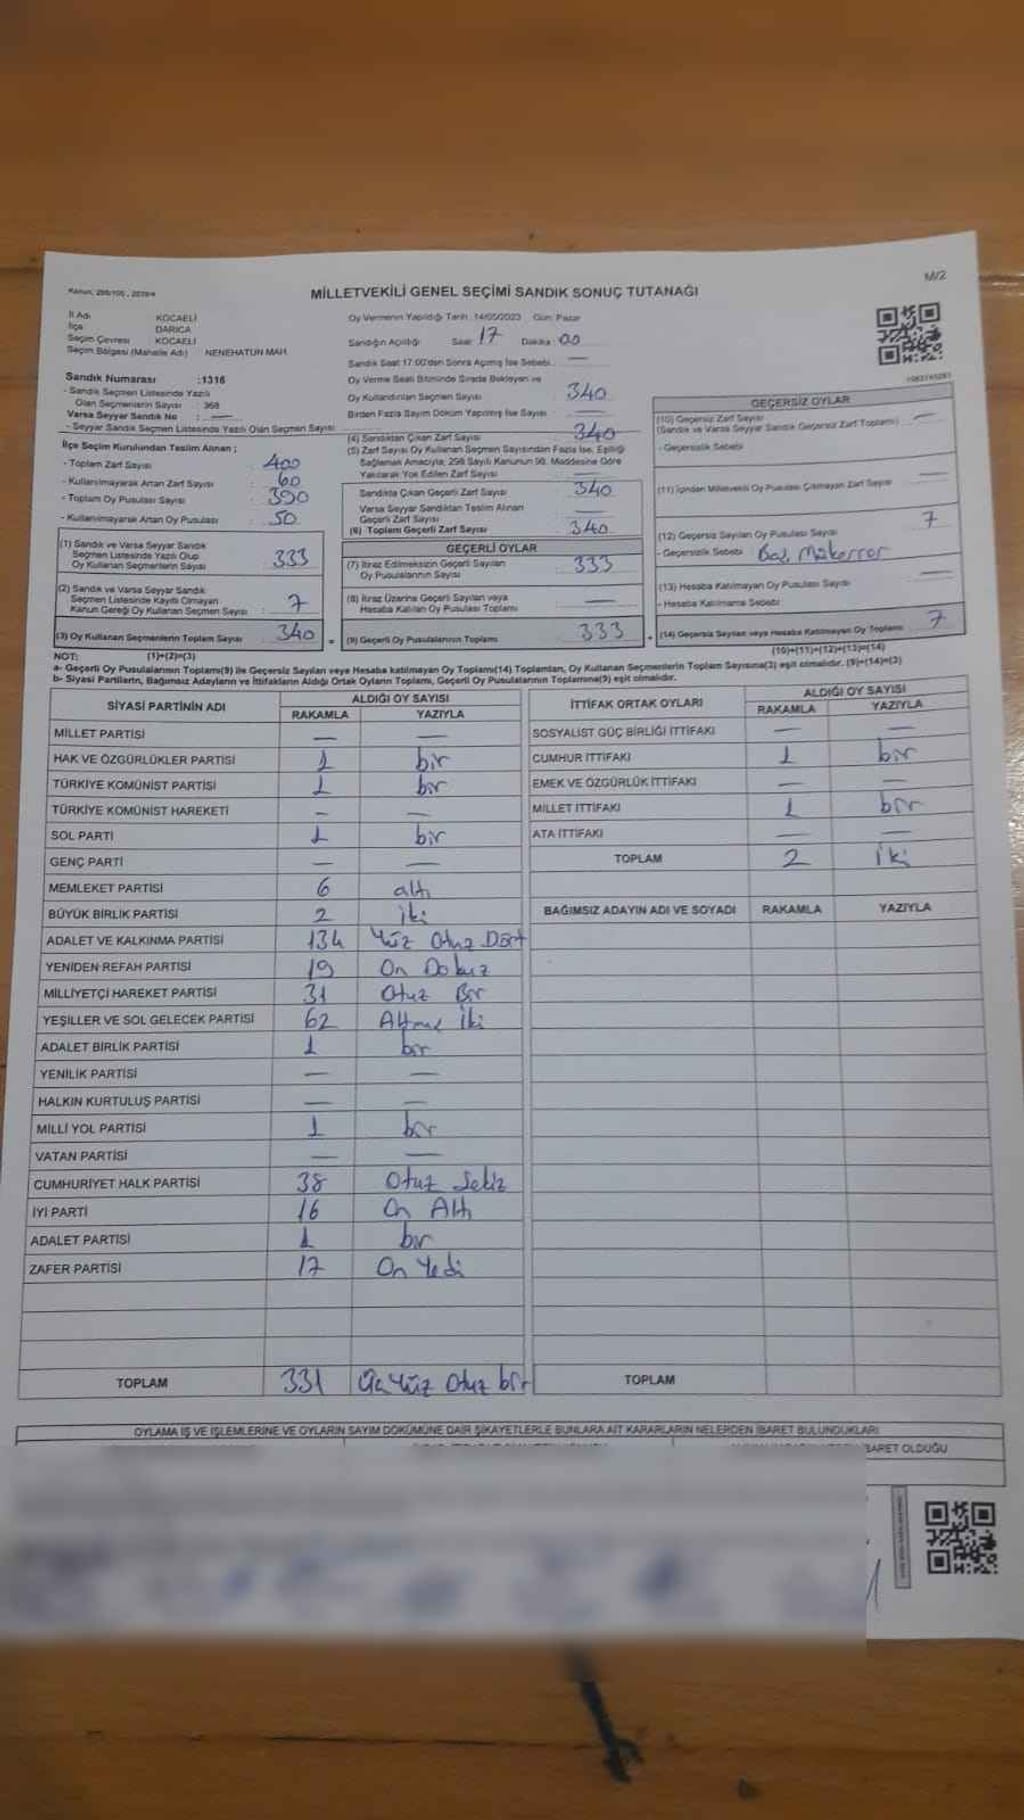 Kanun, 298/105, 2839/4
M/2
MİLLETVEKİLİ GENEL SEÇİMİ SANDIK SONUÇ TUTANAĞI
İl Adı KOCAELİ
İlçe DARICA
Seçim Çevresi KOCAELİ
Seçim Bölgesi (Mahalle Adı) NENEHATUN MAH.
Sandık Numarası :1316
- Sandık Seçmen Listesinde Yazılı
Olan Seçmenlerin Sayısı : 368
Varsa Seyyar Sandık No : —
- Seyyar Sandık Seçmen Listesinde Yazılı Olan Seçmen Sayısı
İlçe Seçim Kurulundan Teslim Alınan ;
- Toplam Zarf Sayısı : 400
- Kullanılmayarak Artan Zarf Sayısı : 60
- Toplam Oy Pusulası Sayısı : 390
- Kullanılmayarak Artan Oy Pusulası : 50
(1) Sandık ve Varsa Seyyar Sandık
Seçmen Listesinde Yazılı Olup
Oy Kullanan Seçmenlerin Sayısı : 333
(2) Sandık ve Varsa Seyyar Sandık
Seçmen Listesinde Kayıtlı Olmayan
Kanun Gereği Oy Kullanan Seçmen Sayısı : 7
(3) Oy Kullanan Seçmenlerin Toplam Sayısı 340
Oy Vermenin Yapıldığı Tarih :14/05/2023 Gün: Pazar
Sandığın Açıldığı Saat: 17 Dakika: 00
Sandık Saat 17:00'den Sonra Açılmış İse Sebebi : —
Oy Verme Saati Bitiminde Sırada Bekleyen ve
Oy Kullandırılan Seçmen Sayısı 340
Birden Fazla Sayım Döküm Yapılmış İse Sayısı —
(4) Sandıktan Çıkan Zarf Sayısı 340
(5) Zarf Sayısı Oy Kullanan Seçmen Sayısından Fazla İse, Eşitliği
Sağlamak Amacıyla, 298 Sayılı Kanunun 98. Maddesine Göre
Yakılarak Yok Edilen Zarf Sayısı —
Sandıkta Çıkan Geçerli Zarf Sayısı 340
Varsa Seyyar Sandıktan Teslim Alınan
Geçerli Zarf Sayısı —
(6) Toplam Geçerli Zarf Sayısı 340
GEÇERLİ OYLAR
(7) İtiraz Edilmeksizin Geçerli Sayılan
Oy Pusulalarının Sayısı 333
(8) İtiraz Üzerine Geçerli Sayılan veya
Hesaba Katılan Oy Pusulası Toplamı —
(9) Geçerli Oy Pusulalarının Toplamı 333
GEÇERSİZ OYLAR
(10) Geçersiz Zarf Sayısı —
(Sandık ve Varsa Seyyar Sandık Geçersiz Zarf Toplamı)
- Geçersizlik Sebebi
(11) İçinden Milletvekili Oy Pusulası Çıkmayan Zarf Sayısı —
(12) Geçersiz Sayılan Oy Pusulası Sayısı 7
- Geçersizlik Sebebi
(13) Hesaba Katılmayan Oy Pusulası Sayısı —
- Hesaba Katılmama Sebebi
(14) Geçersiz Sayılan veya Hesaba Katılmayan Oy Toplamı 7
(10)+(11)+(12)+(13)=(14)
NOT: (1)+(2)=(3)
a- Geçerli Oy Pusulalarının Toplamı(9) ile Geçersiz Sayılan veya Hesaba katılmayan Oy Toplamı(14) Toplamları, Oy Kullanan Seçmenlerin Toplam Sayısına(3) eşit olmalıdır. (9)+(14)=(3)
b- Siyasi Partilerin, Bağımsız Adayların ve İttifakların Aldığı Ortak Oyların Toplamı, Geçerli Oy Pusulalarının Toplamına(9) eşit olmalıdır.
SİYASİ PARTİNİN ADI ALDIĞI OY SAYISI
RAKAMLA YAZIYLA
MİLLET PARTİSİ — —
HAK VE ÖZGÜRLÜKLER PARTİSİ 1 bir
TÜRKİYE KOMÜNİST PARTİSİ 1 bir
TÜRKİYE KOMÜNİST HAREKETİ — —
SOL PARTİ 1 bir
GENÇ PARTİ — —
MEMLEKET PARTİSİ 6 altı
BÜYÜK BİRLİK PARTİSİ 2 iki
ADALET VE KALKINMA PARTİSİ 134 Yüz Otuz Dört
YENİDEN REFAH PARTİSİ 19 On Dokuz
MİLLİYETÇİ HAREKET PARTİSİ 31 Otuz Bir
YEŞİLLER VE SOL GELECEK PARTİSİ 62 Altmış İki
ADALET BİRLİK PARTİSİ 1 bir
YENİLİK PARTİSİ — —
HALKIN KURTULUŞ PARTİSİ — —
MİLLİ YOL PARTİSİ 1 bir
VATAN PARTİSİ — —
CUMHURİYET HALK PARTİSİ 38 Otuz Sekiz
İYİ PARTİ 16 On Altı
ADALET PARTİSİ 1 bir
ZAFER PARTİSİ 17 On Yedi
TOPLAM 331 Üç Yüz Otuz bir
İTTİFAK ORTAK OYLARI ALDIĞI OY SAYISI
RAKAMLA YAZIYLA
SOSYALİST GÜÇ BİRLİĞİ İTTİFAKI — —
CUMHUR İTTİFAKI 1 bir
EMEK VE ÖZGÜRLÜK İTTİFAKI — —
MİLLET İTTİFAKI 1 bir
ATA İTTİFAKI — —
TOPLAM 2 İki
BAĞIMSIZ ADAYIN ADI VE SOYADI RAKAMLA YAZIYLA
TOPLAM
OYLAMA İŞ VE İŞLEMLERİNE VE OYLARIN SAYIM DÖKÜMÜNE DAİR ŞİKAYETLERLE BUNLARA AİT KARARLARIN NELERDEN İBARET BULUNDUKLARI
İBARET OLDUĞU